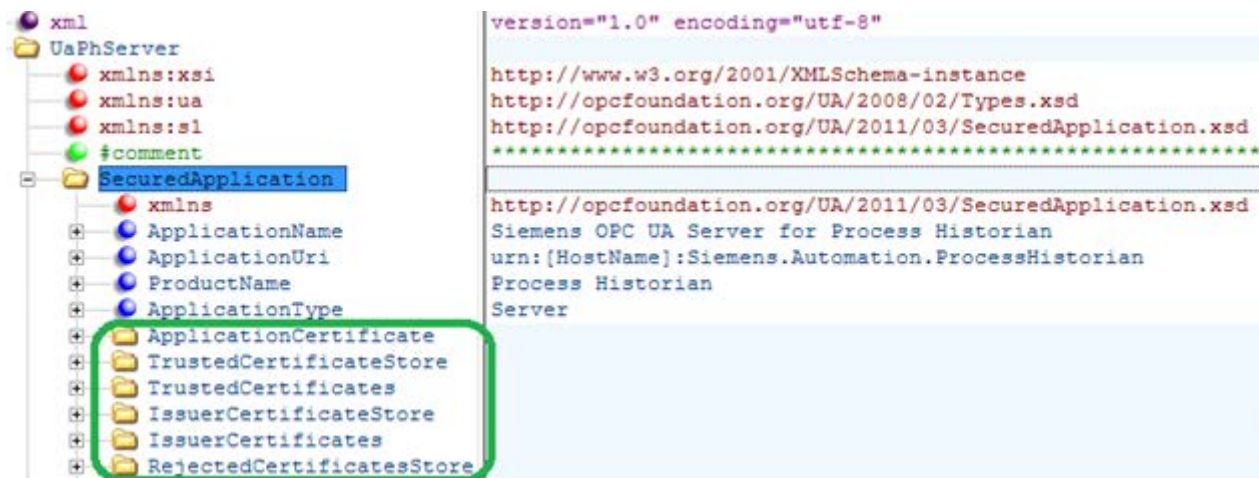 xml version="1.0" encoding="utf-8"
UaPhServer
xmlns:xsi http://www.w3.org/2001/XMLSchema-instance
xmlns:ua http://opcfoundation.org/UA/2008/02/Types.xsd
xmlns:s1 http://opcfoundation.org/UA/2011/03/SecuredApplication.xsd
#comment ***********************************************************
SecuredApplication
xmlns http://opcfoundation.org/UA/2011/03/SecuredApplication.xsd
ApplicationName Siemens OPC UA Server for Process Historian
ApplicationUri urn:[HostName]:Siemens.Automation.ProcessHistorian
ProductName Process Historian
ApplicationType Server
ApplicationCertificate
TrustedCertificateStore
TrustedCertificates
IssuerCertificateStore
IssuerCertificates
RejectedCertificatesStore